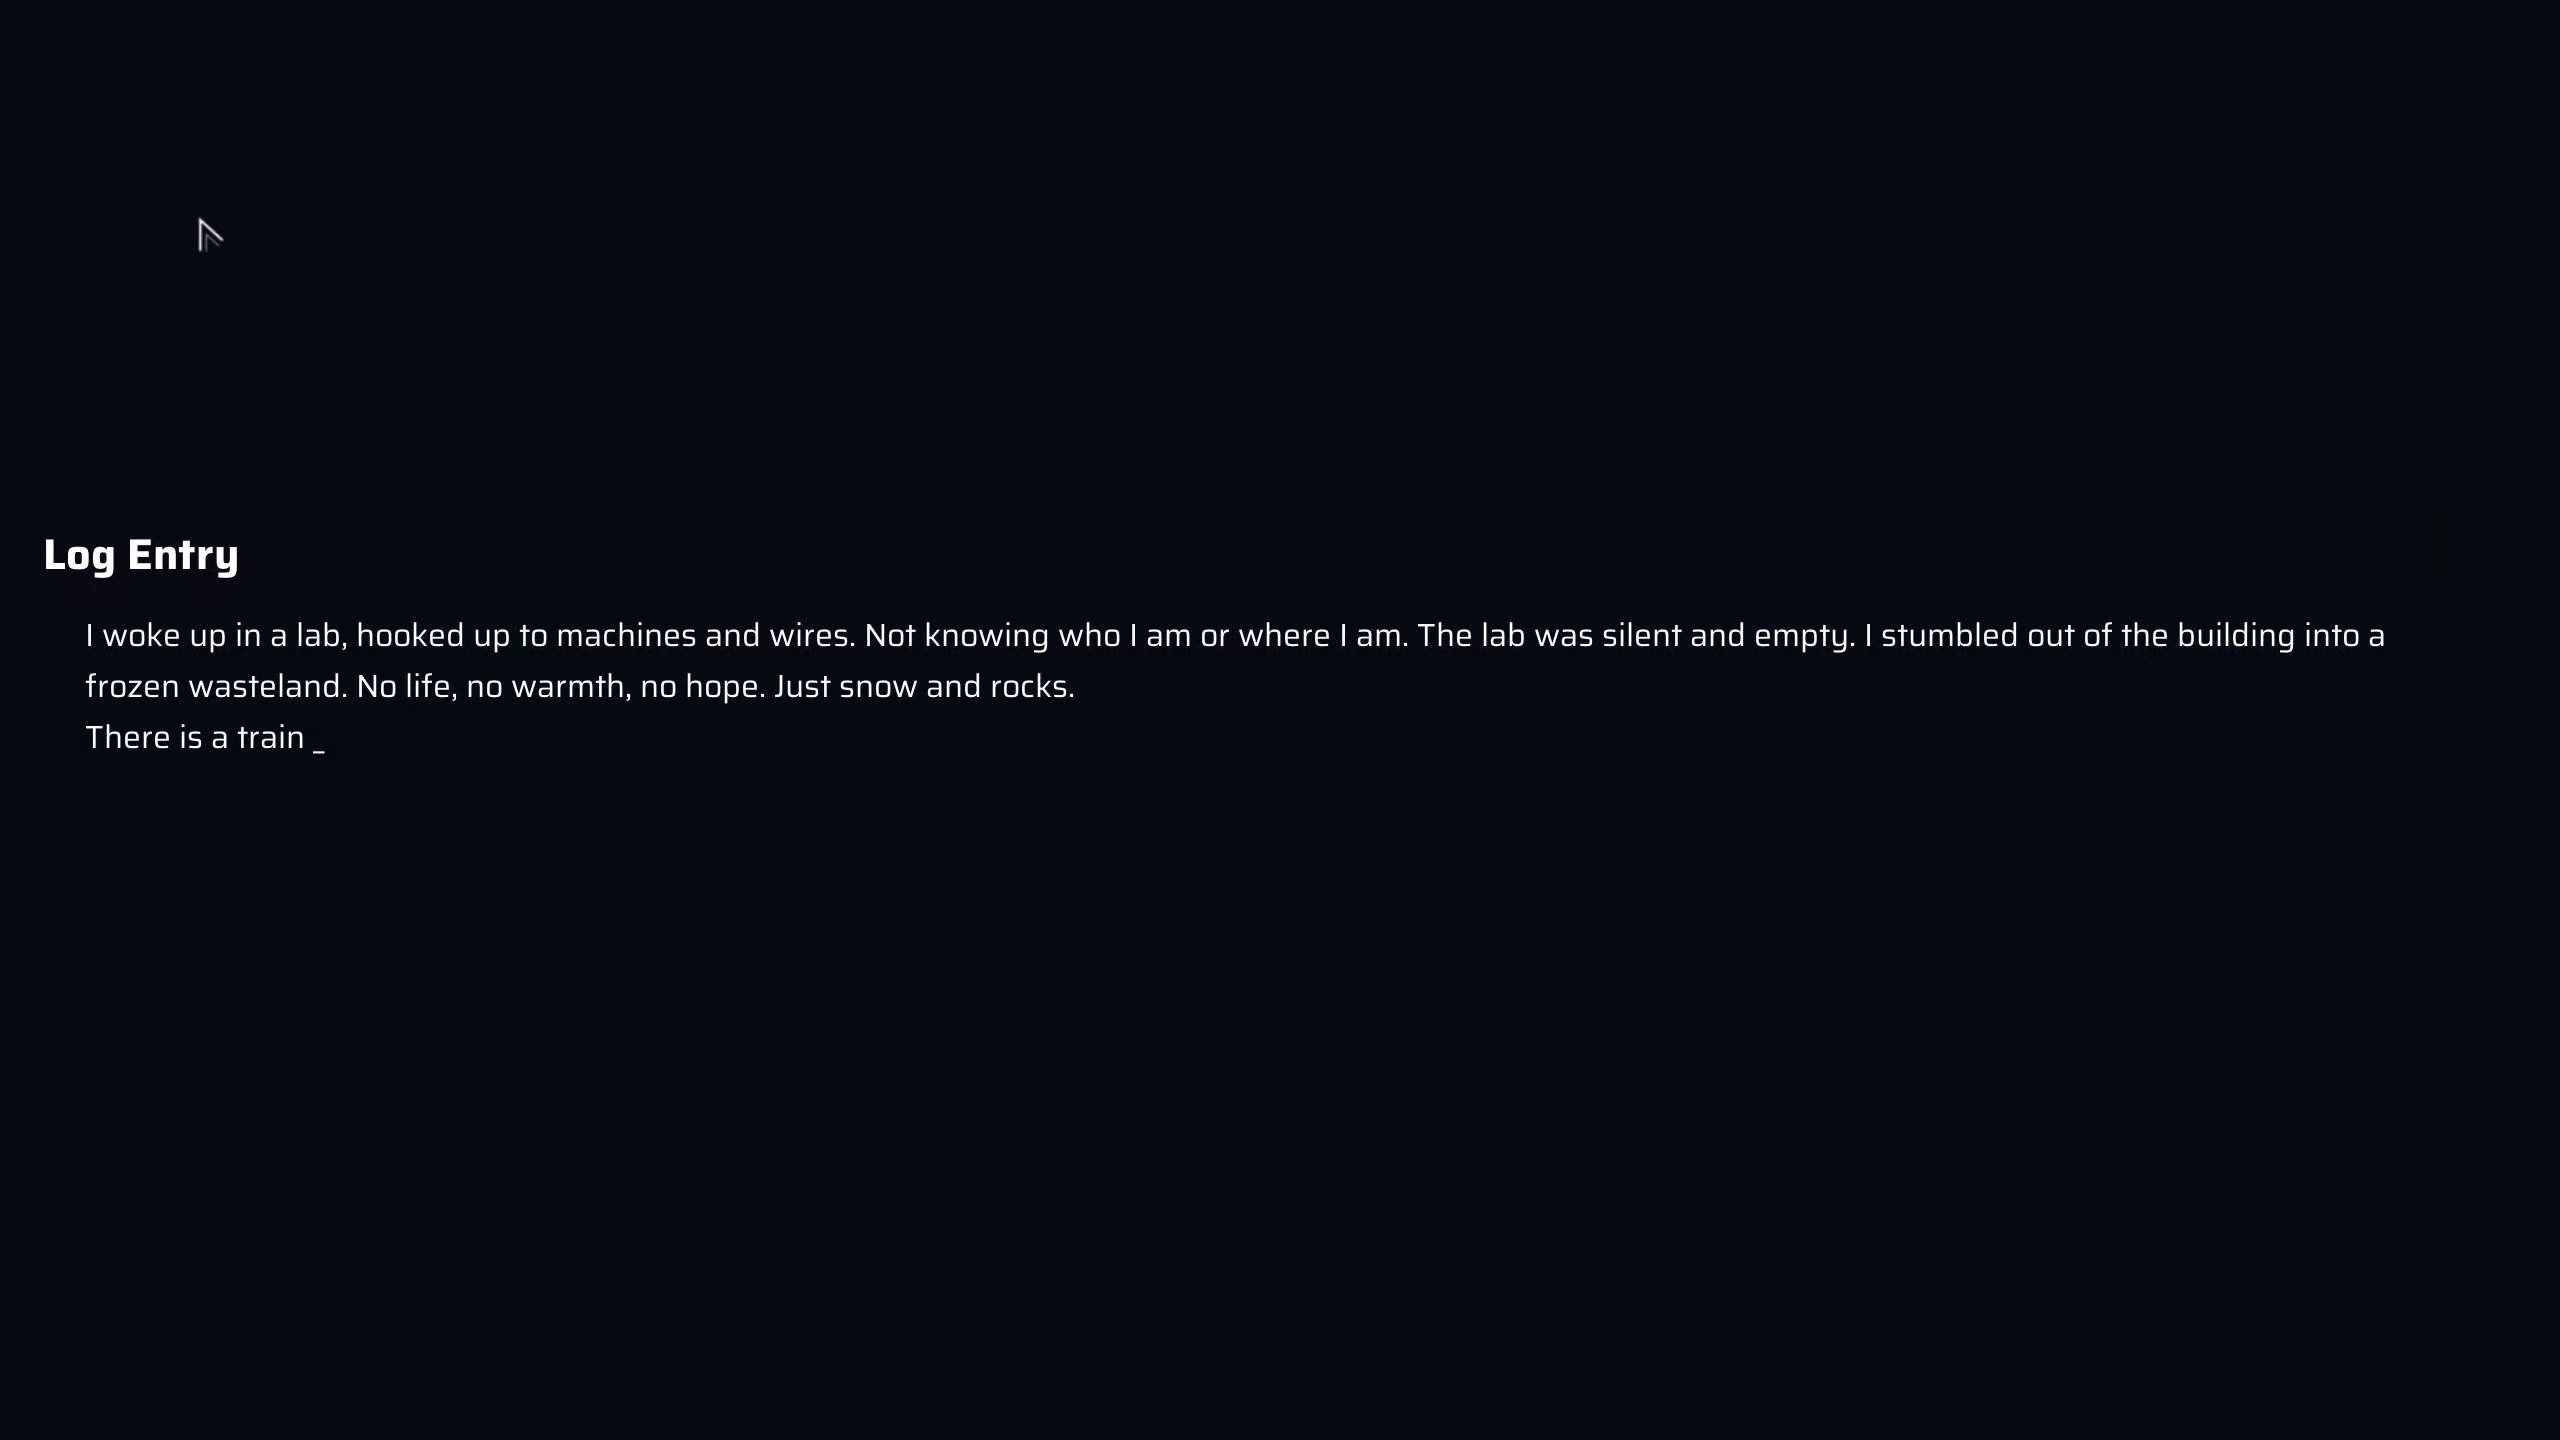 Log Entry
I woke up in a lab, hooked up to machines and wires. Not knowing who I am or where I am. The lab was silent and empty. I stumbled out of the building into a
frozen wasteland. No life, no warmth, no hope. Just snow and rocks.
There is a train _